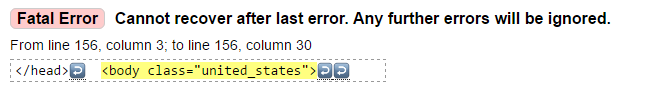 Fatal Error Cannot recover after last error. Any further errors will be ignored.
From line 156, column 3; to line 156, column 30
</head>↩ <body class="united_states">↩↩